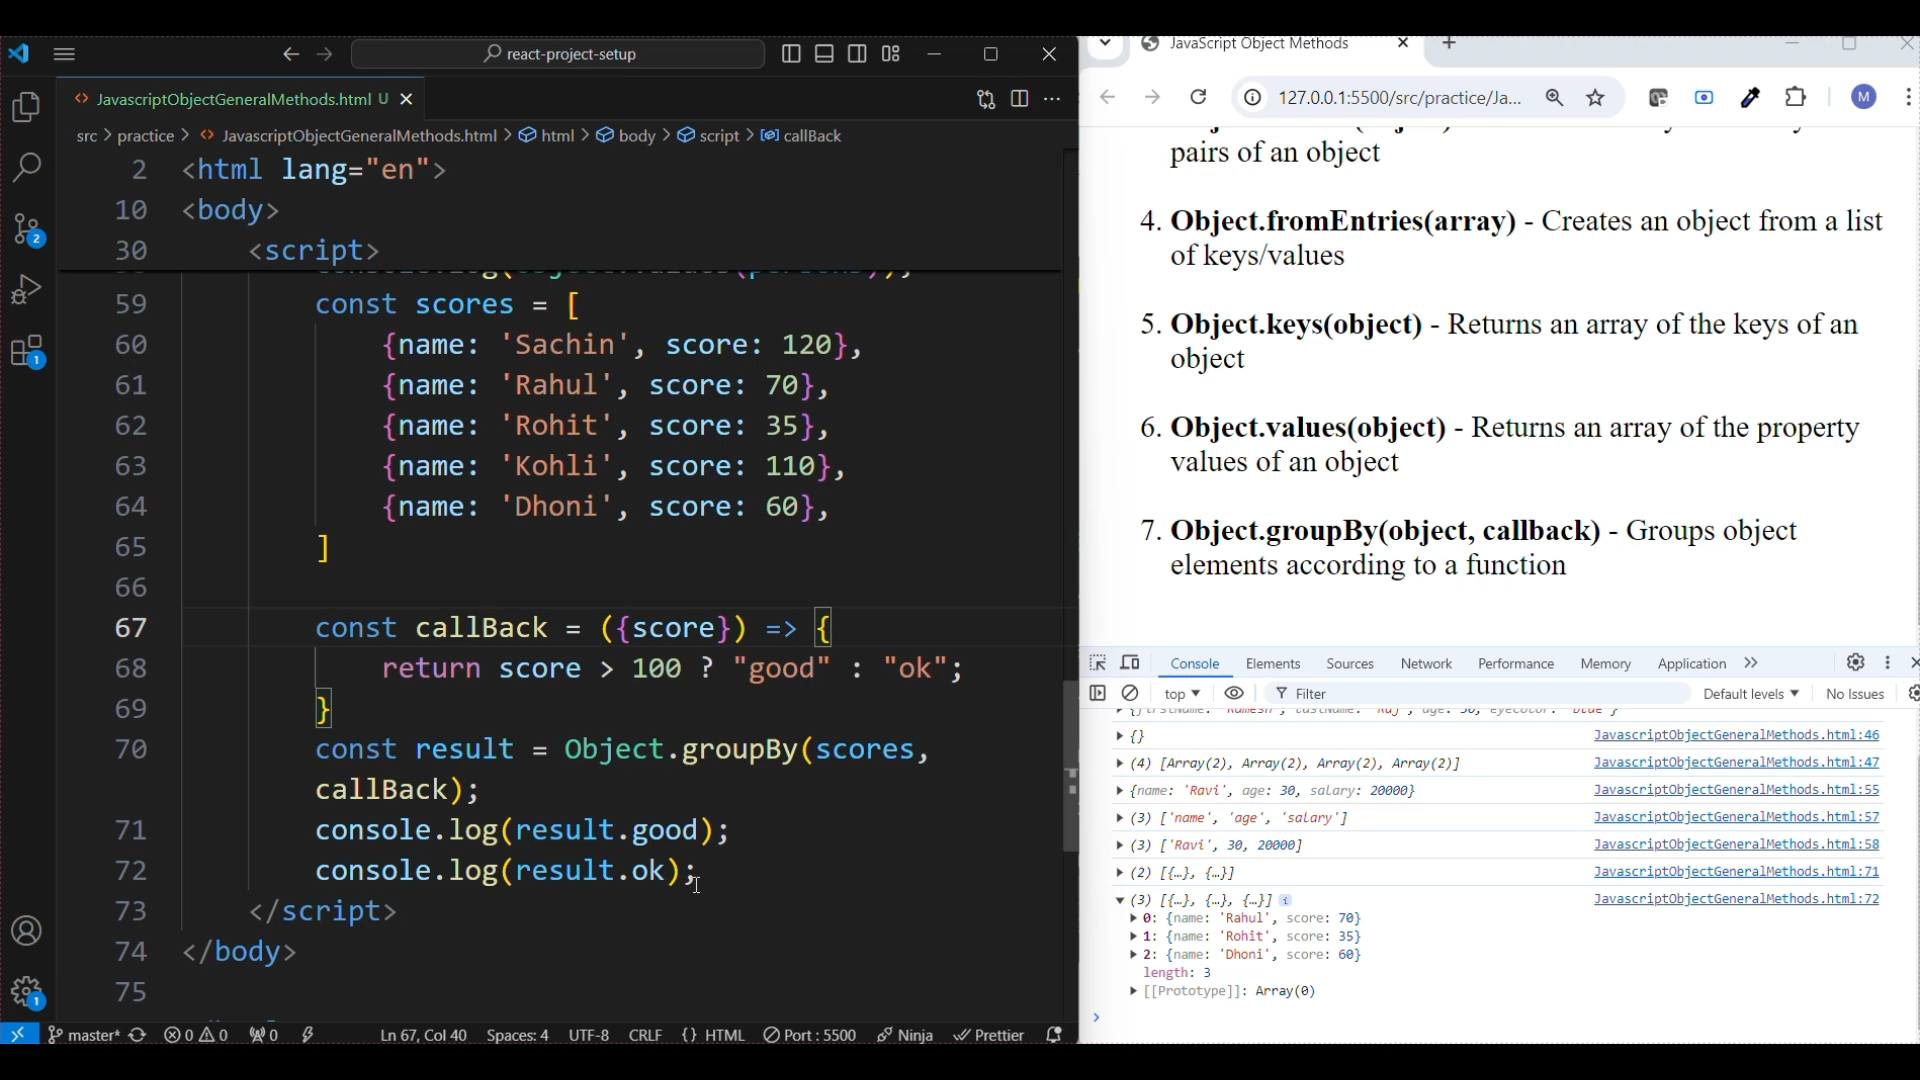 react-project-setup
JavascriptObjectGeneralMethods.html U
src > practice > JavascriptObjectGeneralMethods.html > html > body > script > callBack
2 <html lang="en">
10 <body>
30 <script>
59 const scores = [
60 {name: 'Sachin', score: 120},
61 {name: 'Rahul', score: 70},
62 {name: 'Rohit', score: 35},
63 {name: 'Kohli', score: 110},
64 {name: 'Dhoni', score: 60},
65 ]
66
67 const callBack = ({score}) => {
68 return score > 100 ? "good" : "ok";
69 }
70 const result = Object.groupBy(scores,
callBack);
71 console.log(result.good);
72 console.log(result.ok);
73 </script>
74 </body>
75
2
1
1
master* 0 0 0 Ln 67, Col 40 Spaces: 4 UTF-8 CRLF {} HTML Port : 5500 Ninja Prettier
JavaScript Object Methods
127.0.0.1:5500/src/practice/Ja...
M
pairs of an object
4. Object.fromEntries(array) - Creates an object from a list
of keys/values
5. Object.keys(object) - Returns an array of the keys of an
object
6. Object.values(object) - Returns an array of the property
values of an object
7. Object.groupBy(object, callback) - Groups object
elements according to a function
Console Elements Sources Network Performance Memory Application
top Filter Default levels No Issues
{} JavascriptObjectGeneralMethods.html:46
(4) [Array(2), Array(2), Array(2), Array(2)] JavascriptObjectGeneralMethods.html:47
{name: 'Ravi', age: 30, salary: 20000} JavascriptObjectGeneralMethods.html:55
(3) ['name', 'age', 'salary'] JavascriptObjectGeneralMethods.html:57
(3) ['Ravi', 30, 20000] JavascriptObjectGeneralMethods.html:58
(2) [{…}, {…}] JavascriptObjectGeneralMethods.html:71
(3) [{…}, {…}, {…}] i JavascriptObjectGeneralMethods.html:72
0: {name: 'Rahul', score: 70}
1: {name: 'Rohit', score: 35}
2: {name: 'Dhoni', score: 60}
length: 3
[[Prototype]]: Array(0)